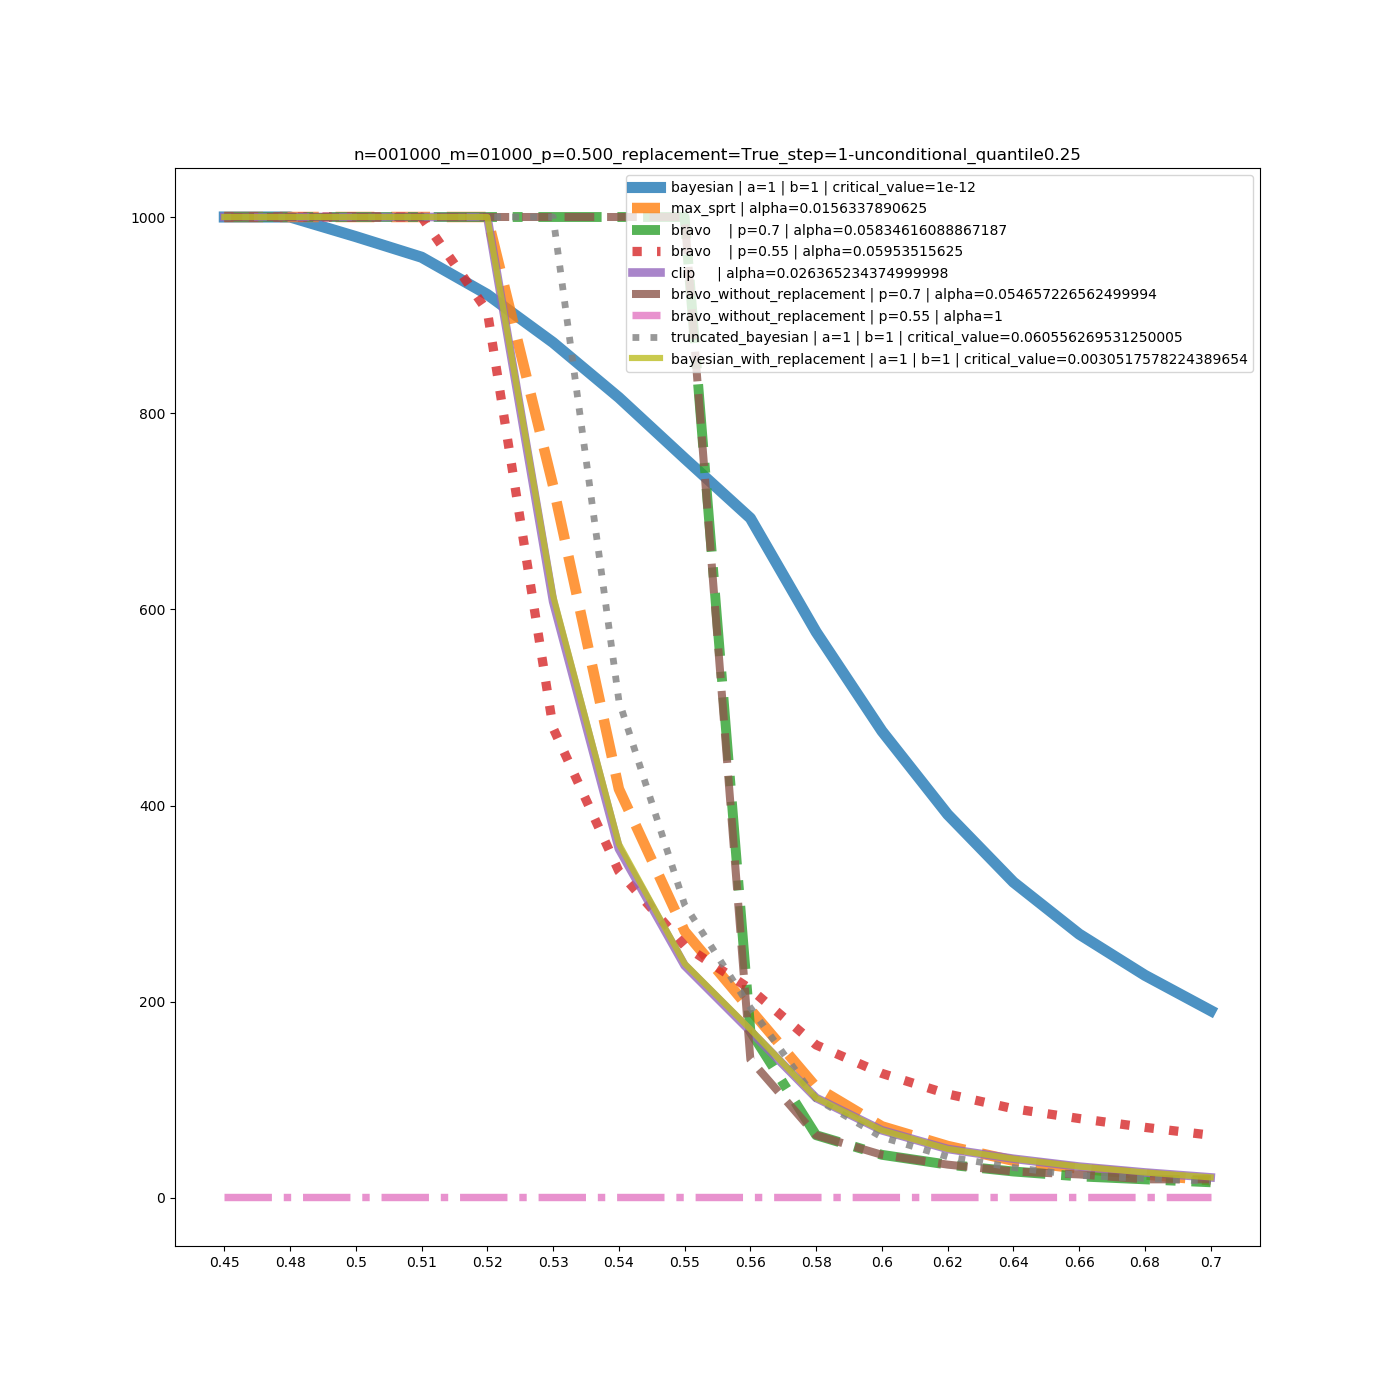 n=001000_m=01000_p=0.500_replacement=True_step=1-unconditional_quantile0.25
bayesian | a=1 | b=1 | critical_value=1e-12
max_sprt | alpha=0.0156337890625
bravo | p=0.7 | alpha=0.05834616088867187
bravo | p=0.55 | alpha=0.05953515625
clip | alpha=0.026365234374999998
bravo_without_replacement | p=0.7 | alpha=0.054657226562499994
bravo_without_replacement | p=0.55 | alpha=1
truncated_bayesian | a=1 | b=1 | critical_value=0.060556269531250005
bayesian_with_replacement | a=1 | b=1 | critical_value=0.0030517578224389654
1000
800
600
400
200
0
0.45 0.48 0.5 0.51 0.52 0.53 0.54 0.55 0.56 0.58 0.6 0.62 0.64 0.66 0.68 0.7